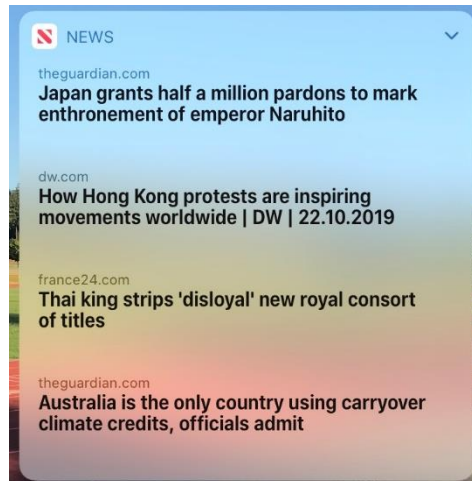 NEWS
theguardian.com
Japan grants half a million pardons to mark
enthronement of emperor Naruhito
dw.com
How Hong Kong protests are inspiring
movements worldwide | DW | 22.10.2019
france24.com
Thai king strips 'disloyal' new royal consort
of titles
theguardian.com
Australia is the only country using carryover
climate credits, officials admit